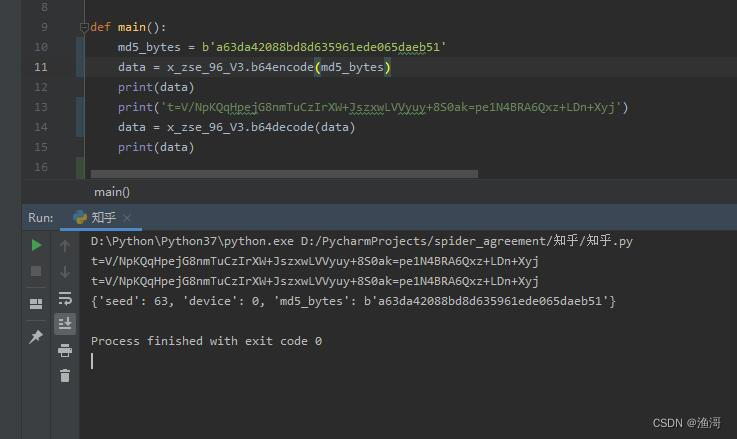 8
9 def main():
10 md5_bytes = b'a63da42088bd8d635961ede065daeb51'
11 data = x_zse_96_V3.b64encode(md5_bytes)
12 print(data)
13 print('t=V/NpKQqHpejG8nmTuCzIrXW+JszxwLVVyuy+8S0ak=pe1N4BRA6Qxz+LDn+Xyj')
14 data = x_zse_96_V3.b64decode(data)
15 print(data)
16
main()
Run: 知乎 ×
D:\Python\Python37\python.exe D:/PycharmProjects/spider_agreement/知乎/知乎.py
t=V/NpKQqHpejG8nmTuCzIrXW+JszxwLVVyuy+8S0ak=pe1N4BRA6Qxz+LDn+Xyj
t=V/NpKQqHpejG8nmTuCzIrXW+JszxwLVVyuy+8S0ak=pe1N4BRA6Qxz+LDn+Xyj
{'seed': 63, 'device': 0, 'md5_bytes': b'a63da42088bd8d635961ede065daeb51'}
Process finished with exit code 0
CSDN @渔滒